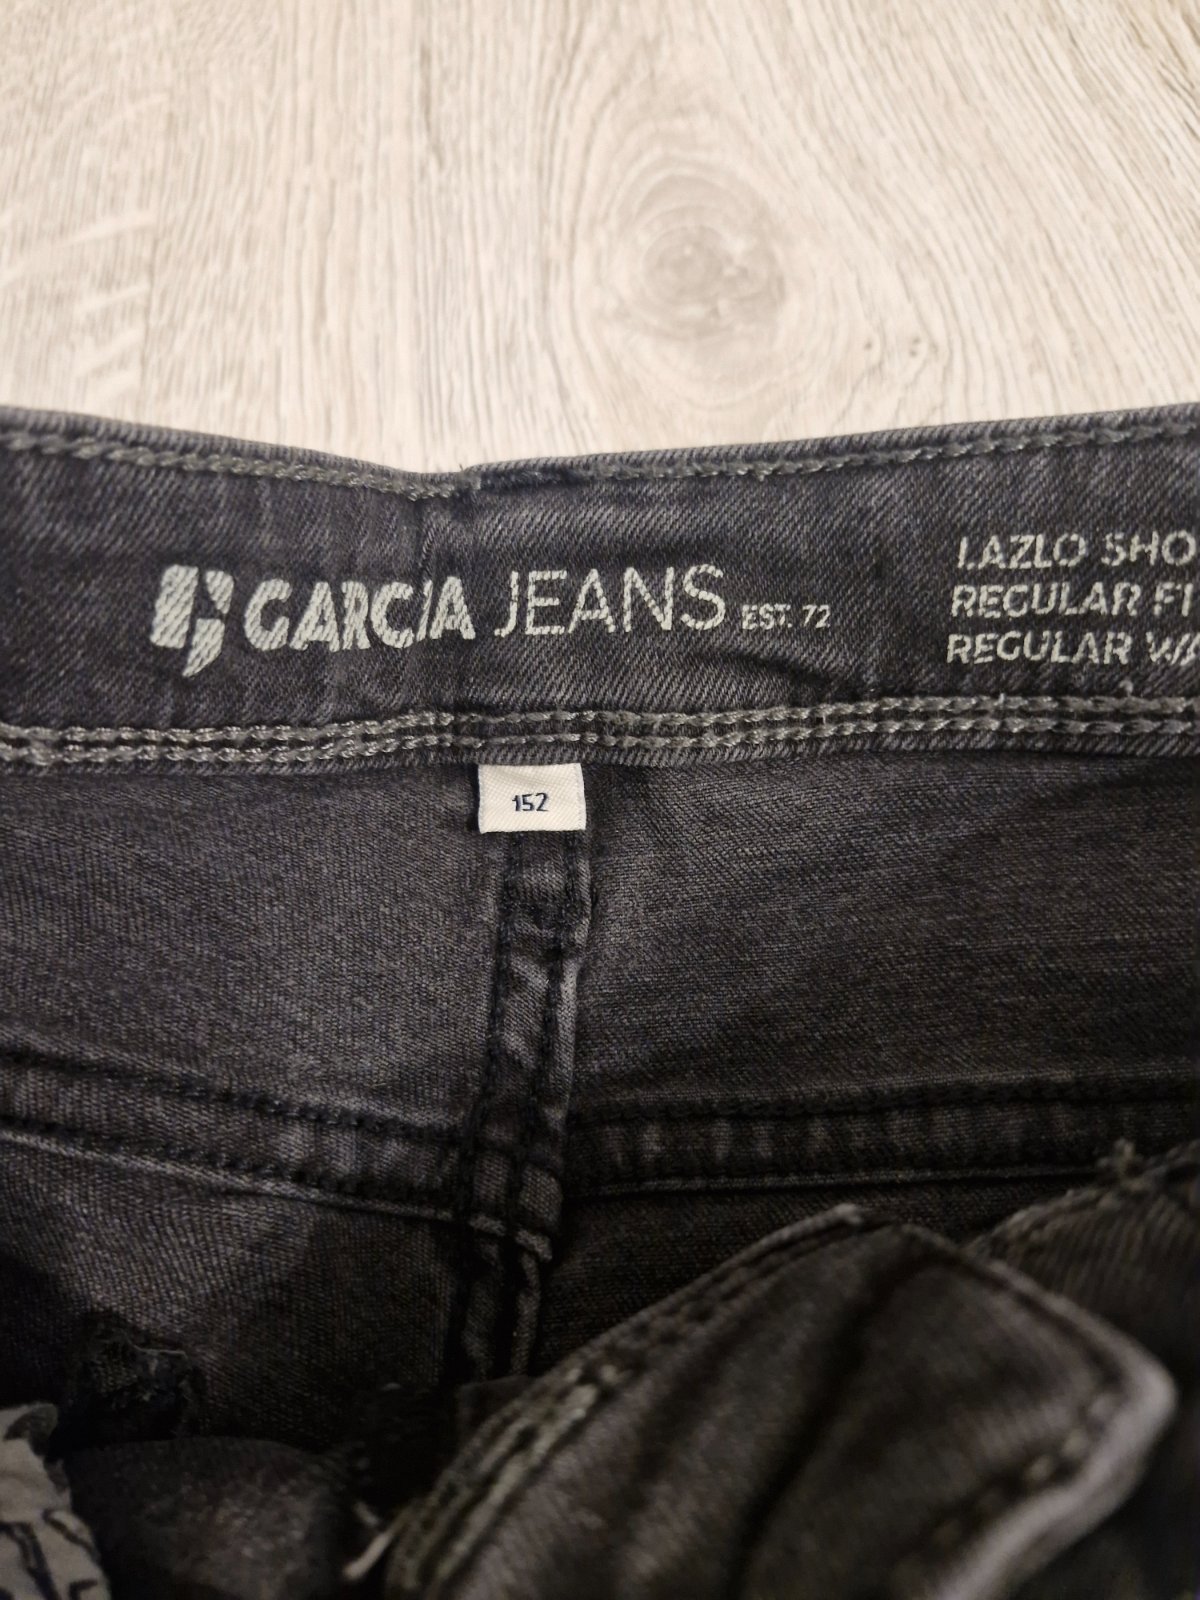 GARCIA JEANS EST. 72
LAZLO SHO
REGULAR FI
REGULAR WA
152